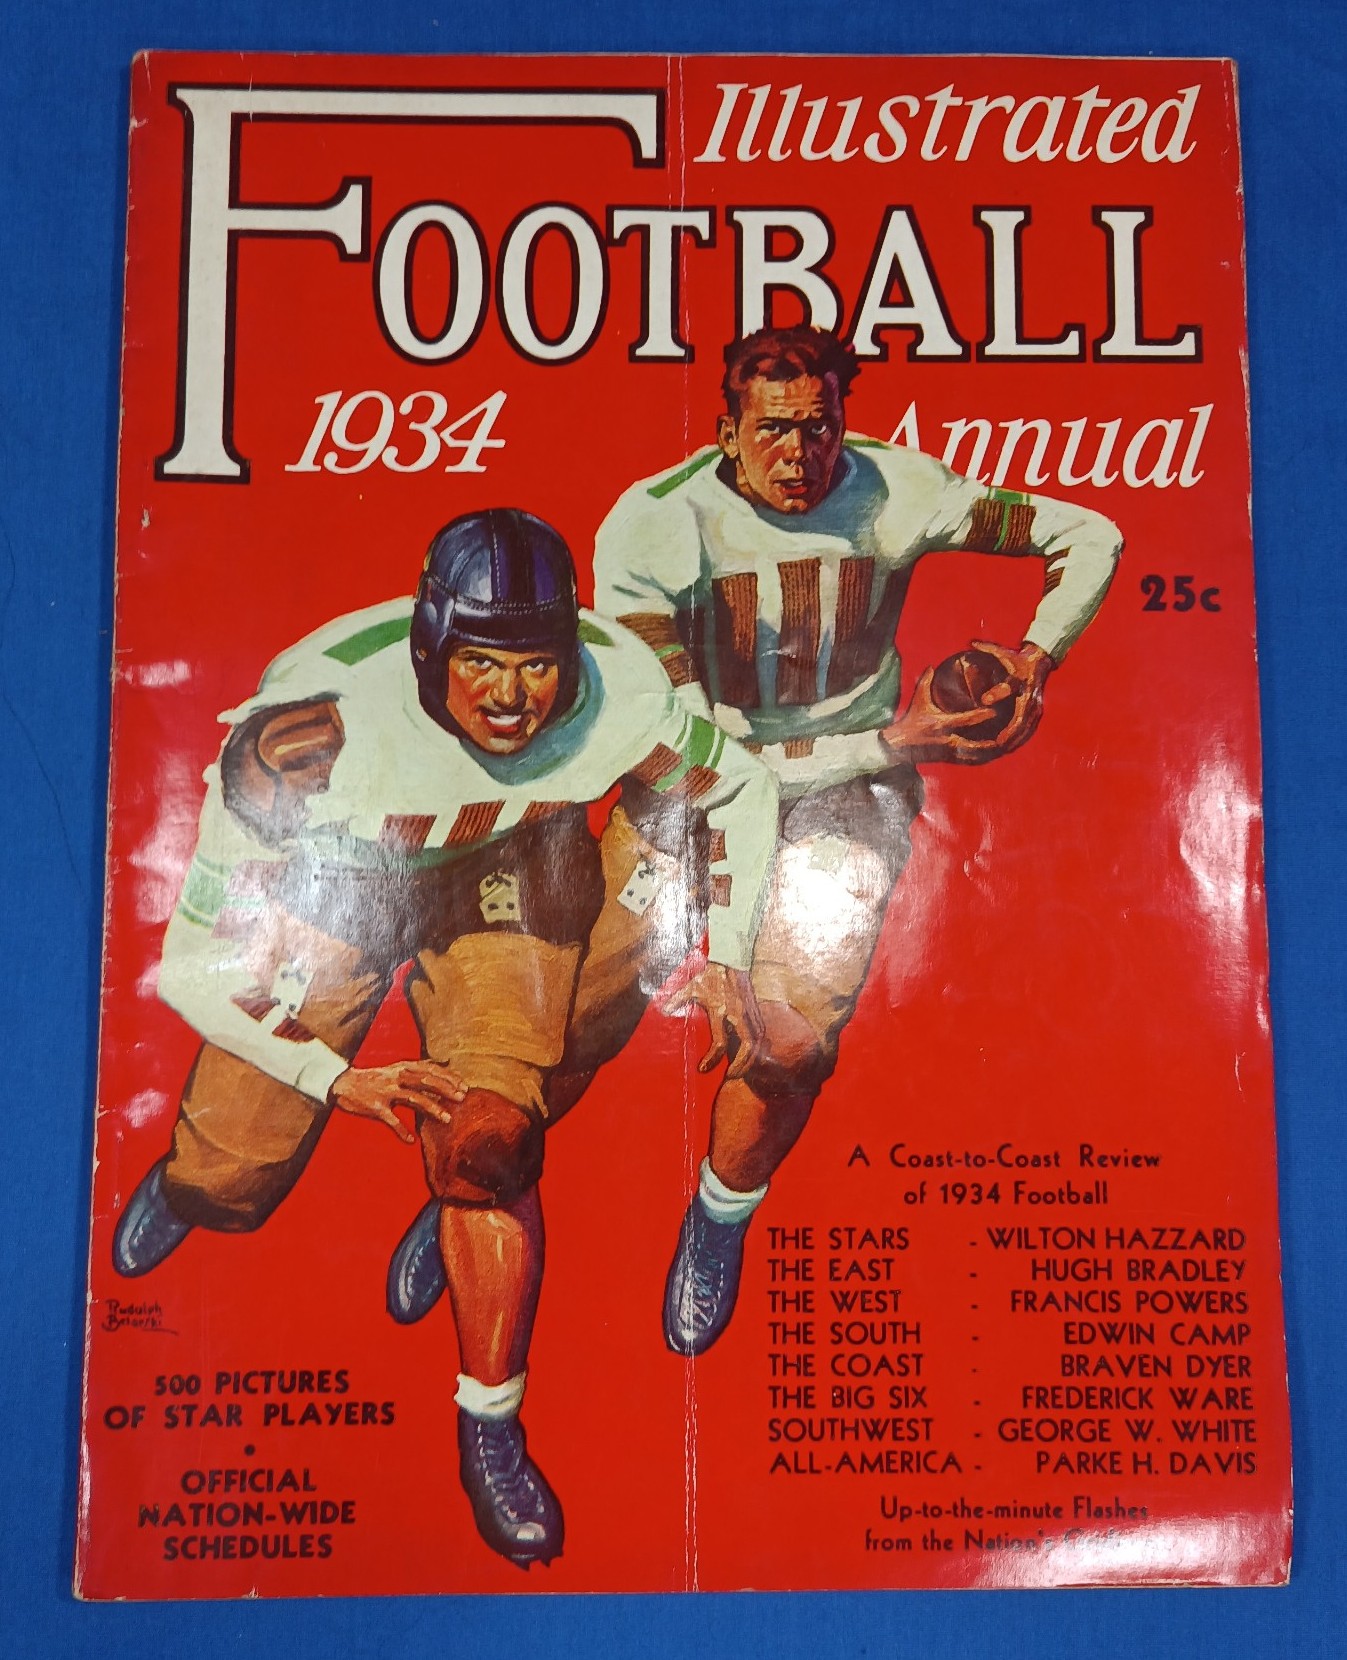 Illustrated
FOOTBALL
1934 Annual
25c
A Coast-to-Coast Review
of 1934 Football
THE STARS - WILTON HAZZARD
THE EAST - HUGH BRADLEY
THE WEST - FRANCIS POWERS
THE SOUTH - EDWIN CAMP
THE COAST - BRAVEN DYER
THE BIG SIX - FREDERICK WARE
SOUTHWEST - GEORGE W. WHITE
ALL-AMERICA - PARKE H. DAVIS
Up-to-the-minute Flashes
from the Nation's
Rudolph
Belarski
500 PICTURES
OF STAR PLAYERS
•
OFFICIAL
NATION-WIDE
SCHEDULES